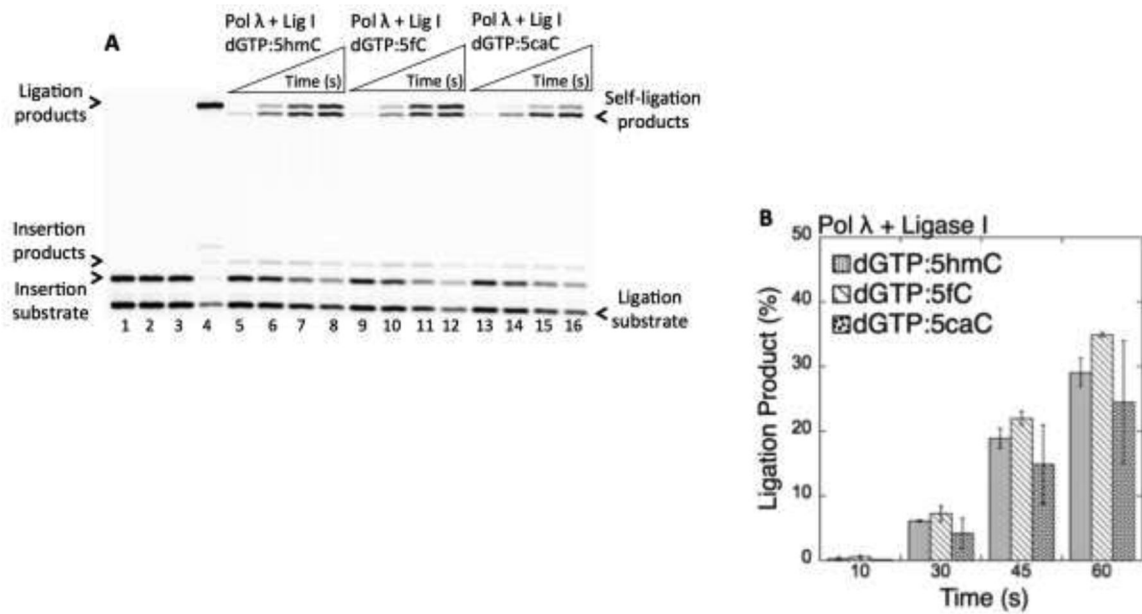 A
Pol λ + Lig I Pol λ + Lig I Pol λ + Lig I
dGTP:5hmC dGTP:5fC dGTP:5caC
Time (s) Time (s) Time (s)
Ligation
products
Self-ligation
products
Insertion
products
Insertion
substrate
Ligation
substrate
1 2 3 4 5 6 7 8 9 10 11 12 13 14 15 16
B Pol λ + Ligase I
50
dGTP:5hmC
40
dGTP:5fC
30
dGTP:5caC
20
10
0
Ligation Product (%)
10 30 45 60
Time (s)